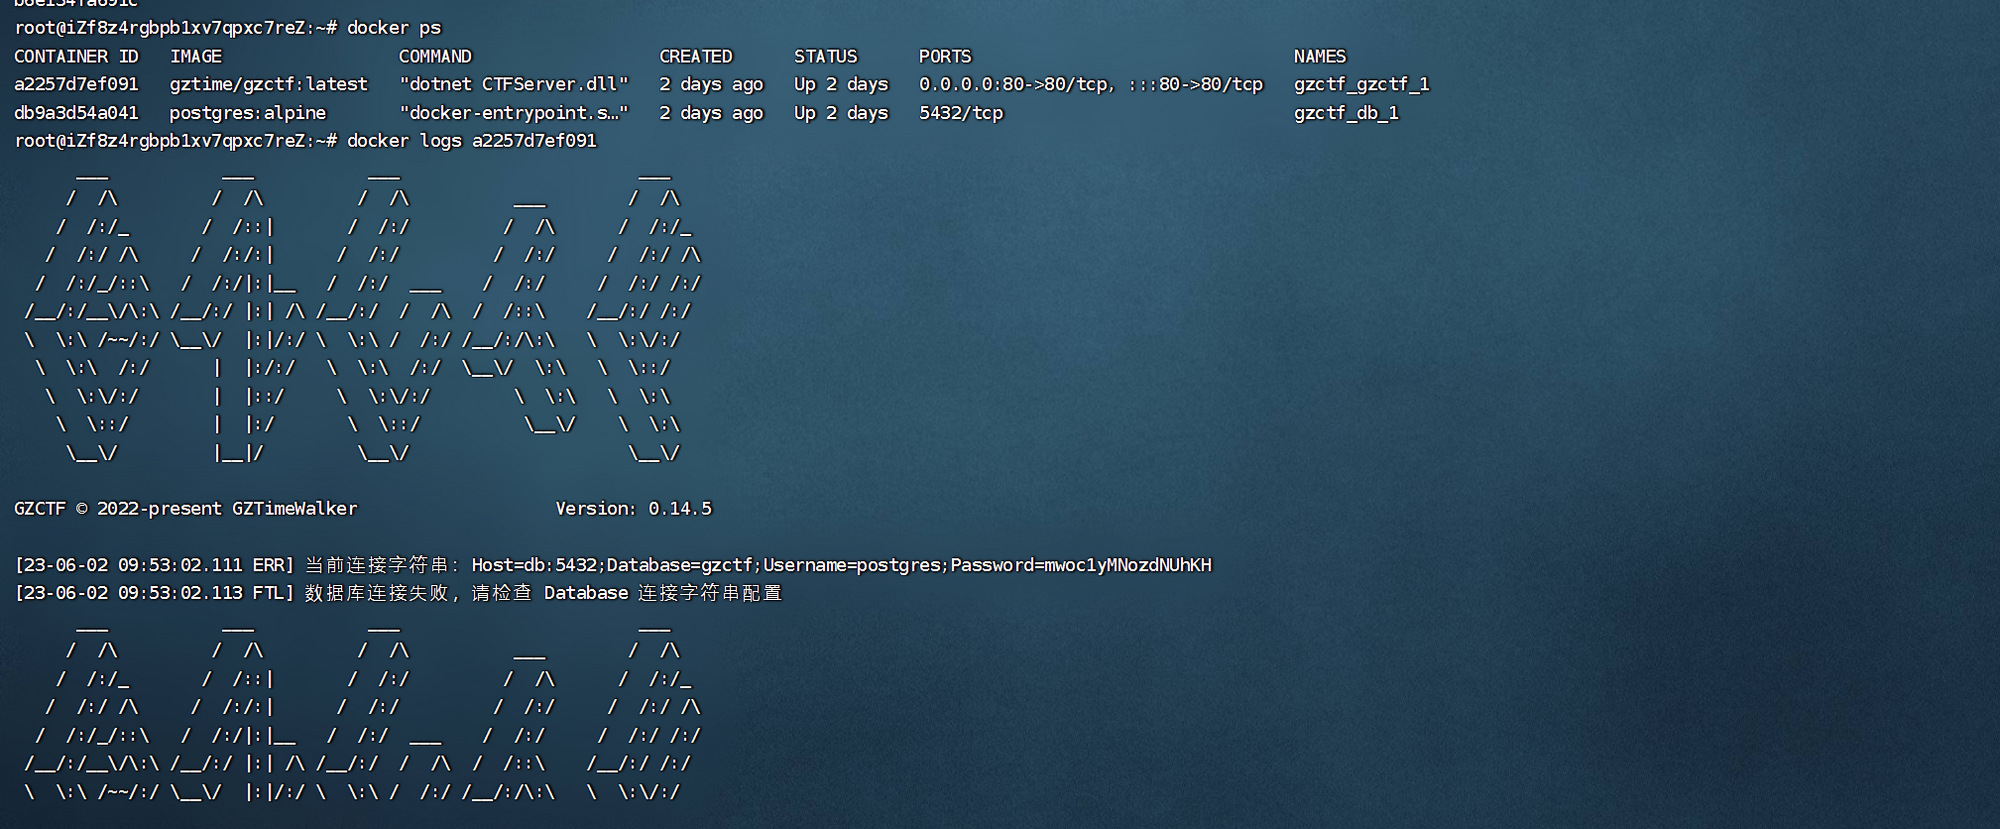 b6e134fa691c
root@iZf8z4rgbpb1xv7qpxc7reZ:~# docker ps
CONTAINER ID   IMAGE                 COMMAND                  CREATED      STATUS      PORTS                               NAMES
a2257d7ef091   gztime/gzctf:latest   "dotnet CTFServer.dll"   2 days ago   Up 2 days   0.0.0.0:80->80/tcp, :::80->80/tcp   gzctf_gzctf_1
db9a3d54a041   postgres:alpine       "docker-entrypoint.s…"   2 days ago   Up 2 days   5432/tcp                            gzctf_db_1
root@iZf8z4rgbpb1xv7qpxc7reZ:~# docker logs a2257d7ef091
GZCTF © 2022-present GZTimeWalker                   Version: 0.14.5
[23-06-02 09:53:02.111 ERR] 当前连接字符串: Host=db:5432;Database=gzctf;Username=postgres;Password=mwoc1yMNozdNUhKH
[23-06-02 09:53:02.113 FTL] 数据库连接失败, 请检查 Database 连接字符串配置